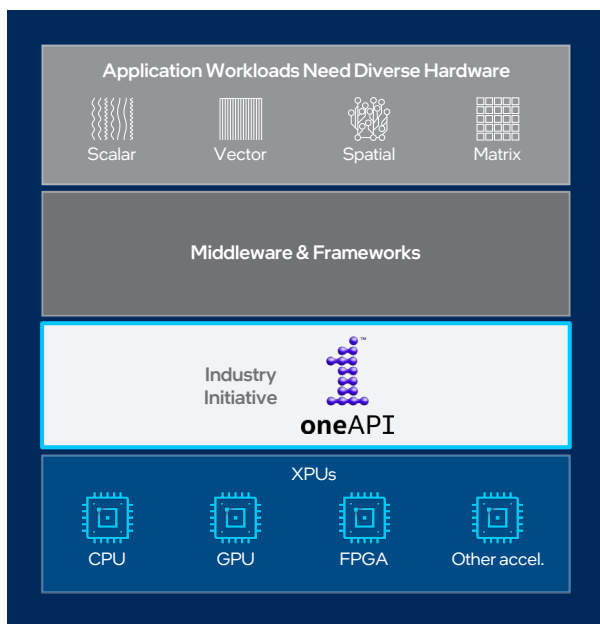 Application Workloads Need Diverse Hardware
Scalar
Vector
Spatial
Matrix
Middleware & Frameworks
Industry
Initiative
™
oneAPI
XPUs
CPU
GPU
FPGA
Other accel.